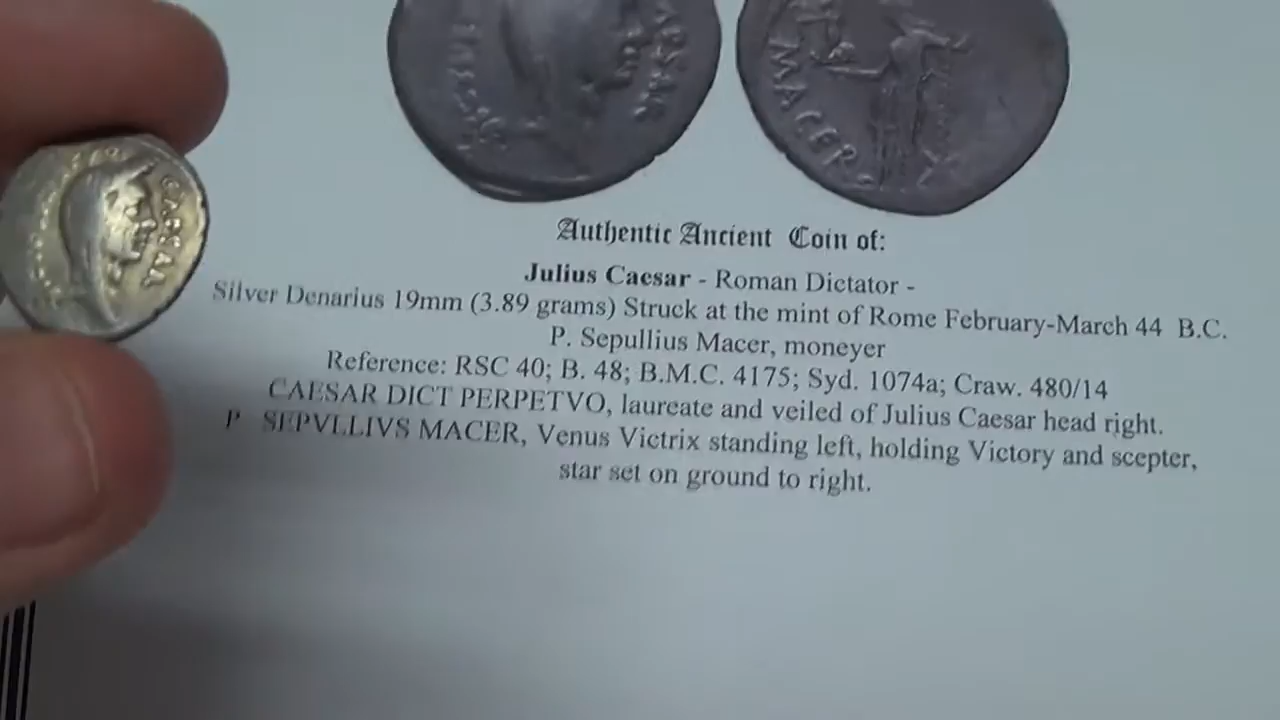 MACER
CAESAR
Authentic Ancient Coin of:
Julius Caesar - Roman Dictator -
Silver Denarius 19mm (3.89 grams) Struck at the mint of Rome February-March 44 B.C.
P. Sepullius Macer, moneyer
Reference: RSC 40; B. 48; B.M.C. 4175; Syd. 1074a; Craw. 480/14
CAESAR DICT PERPETVO, laureate and veiled of Julius Caesar head right.
P SEPVLLIVS MACER, Venus Victrix standing left, holding Victory and scepter,
star set on ground to right.